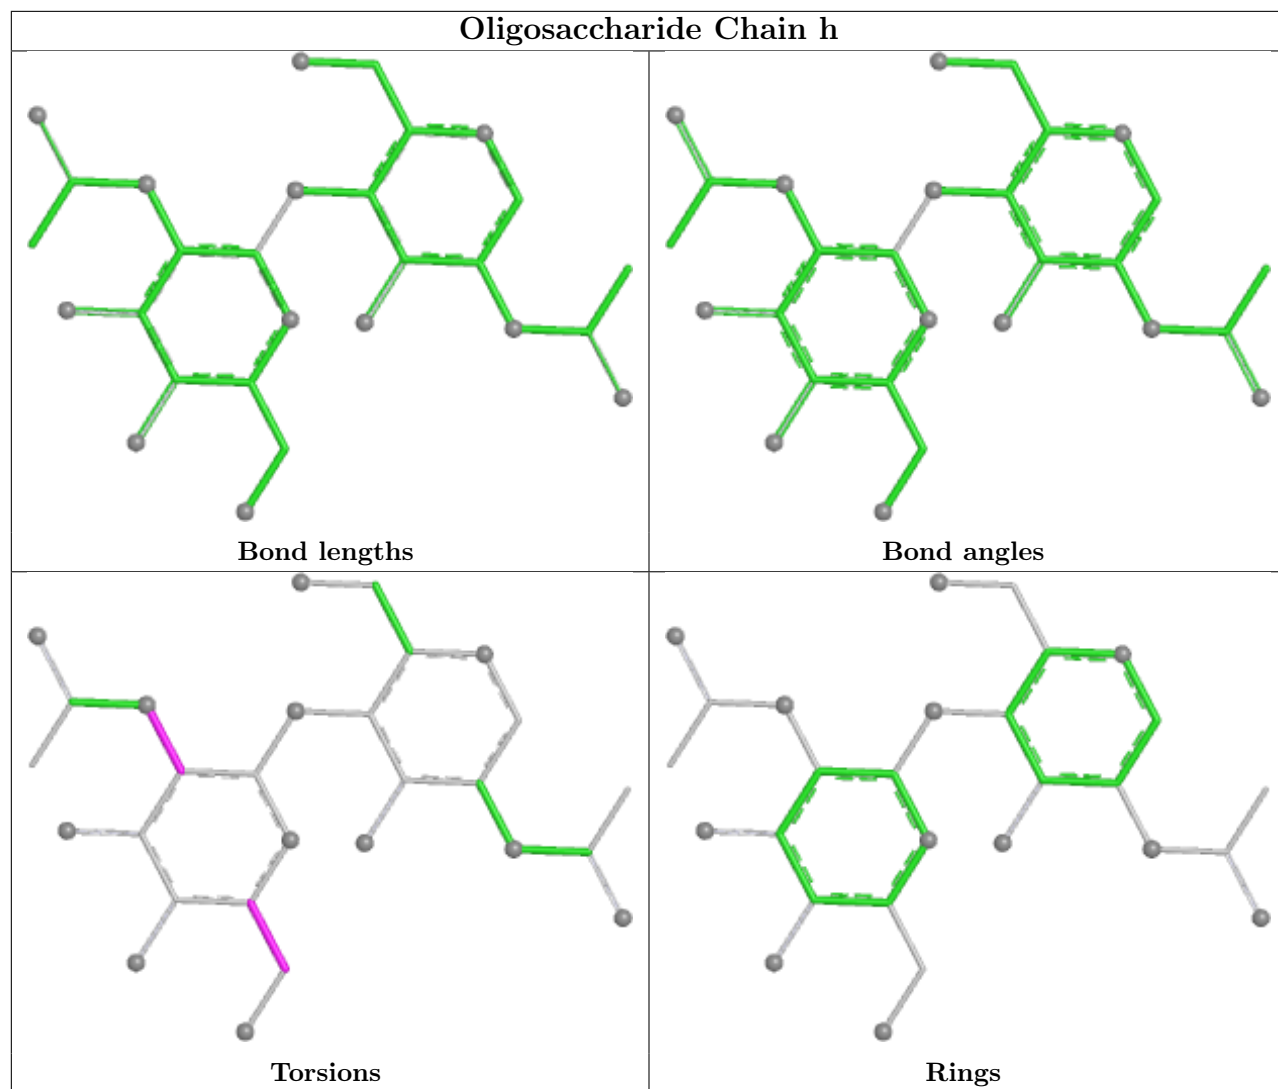 Oligosaccharide Chain h
Bond lengths
Bond angles
Torsions
Rings